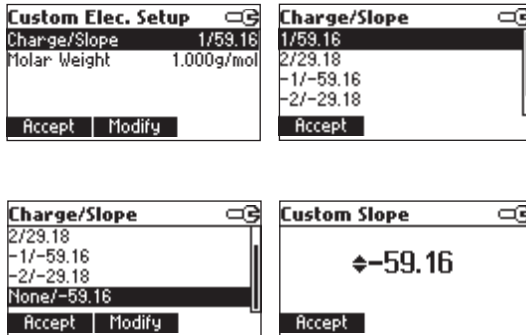 Custom Elec. Setup
Charge/Slope 1/59.16
Molar Weight 1.000g/mol
Accept Modify
Charge/Slope
1/59.16
2/29.18
-1/-59.16
-2/-29.18
Accept
Charge/Slope
2/29.18
-1/-59.16
-2/-29.18
None/-59.16
Accept Modify
Custom Slope
-59.16
Accept